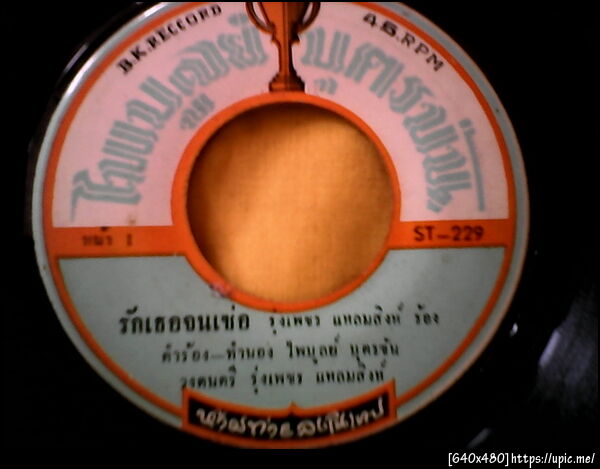 B.K. RECORD
45.RPM
ไพบูลย์ บุตรขัน
หน้า 1
ST-229
รักเธอจนเซ่อ รุ่งเพชร แหลมสิงห์ ร้อง
คำร้อง-ทำนอง ไพบูลย์ บุตรขัน
วงดนตรี รุ่งเพชร แหลมสิงห์
[640x480]https://upic.me/